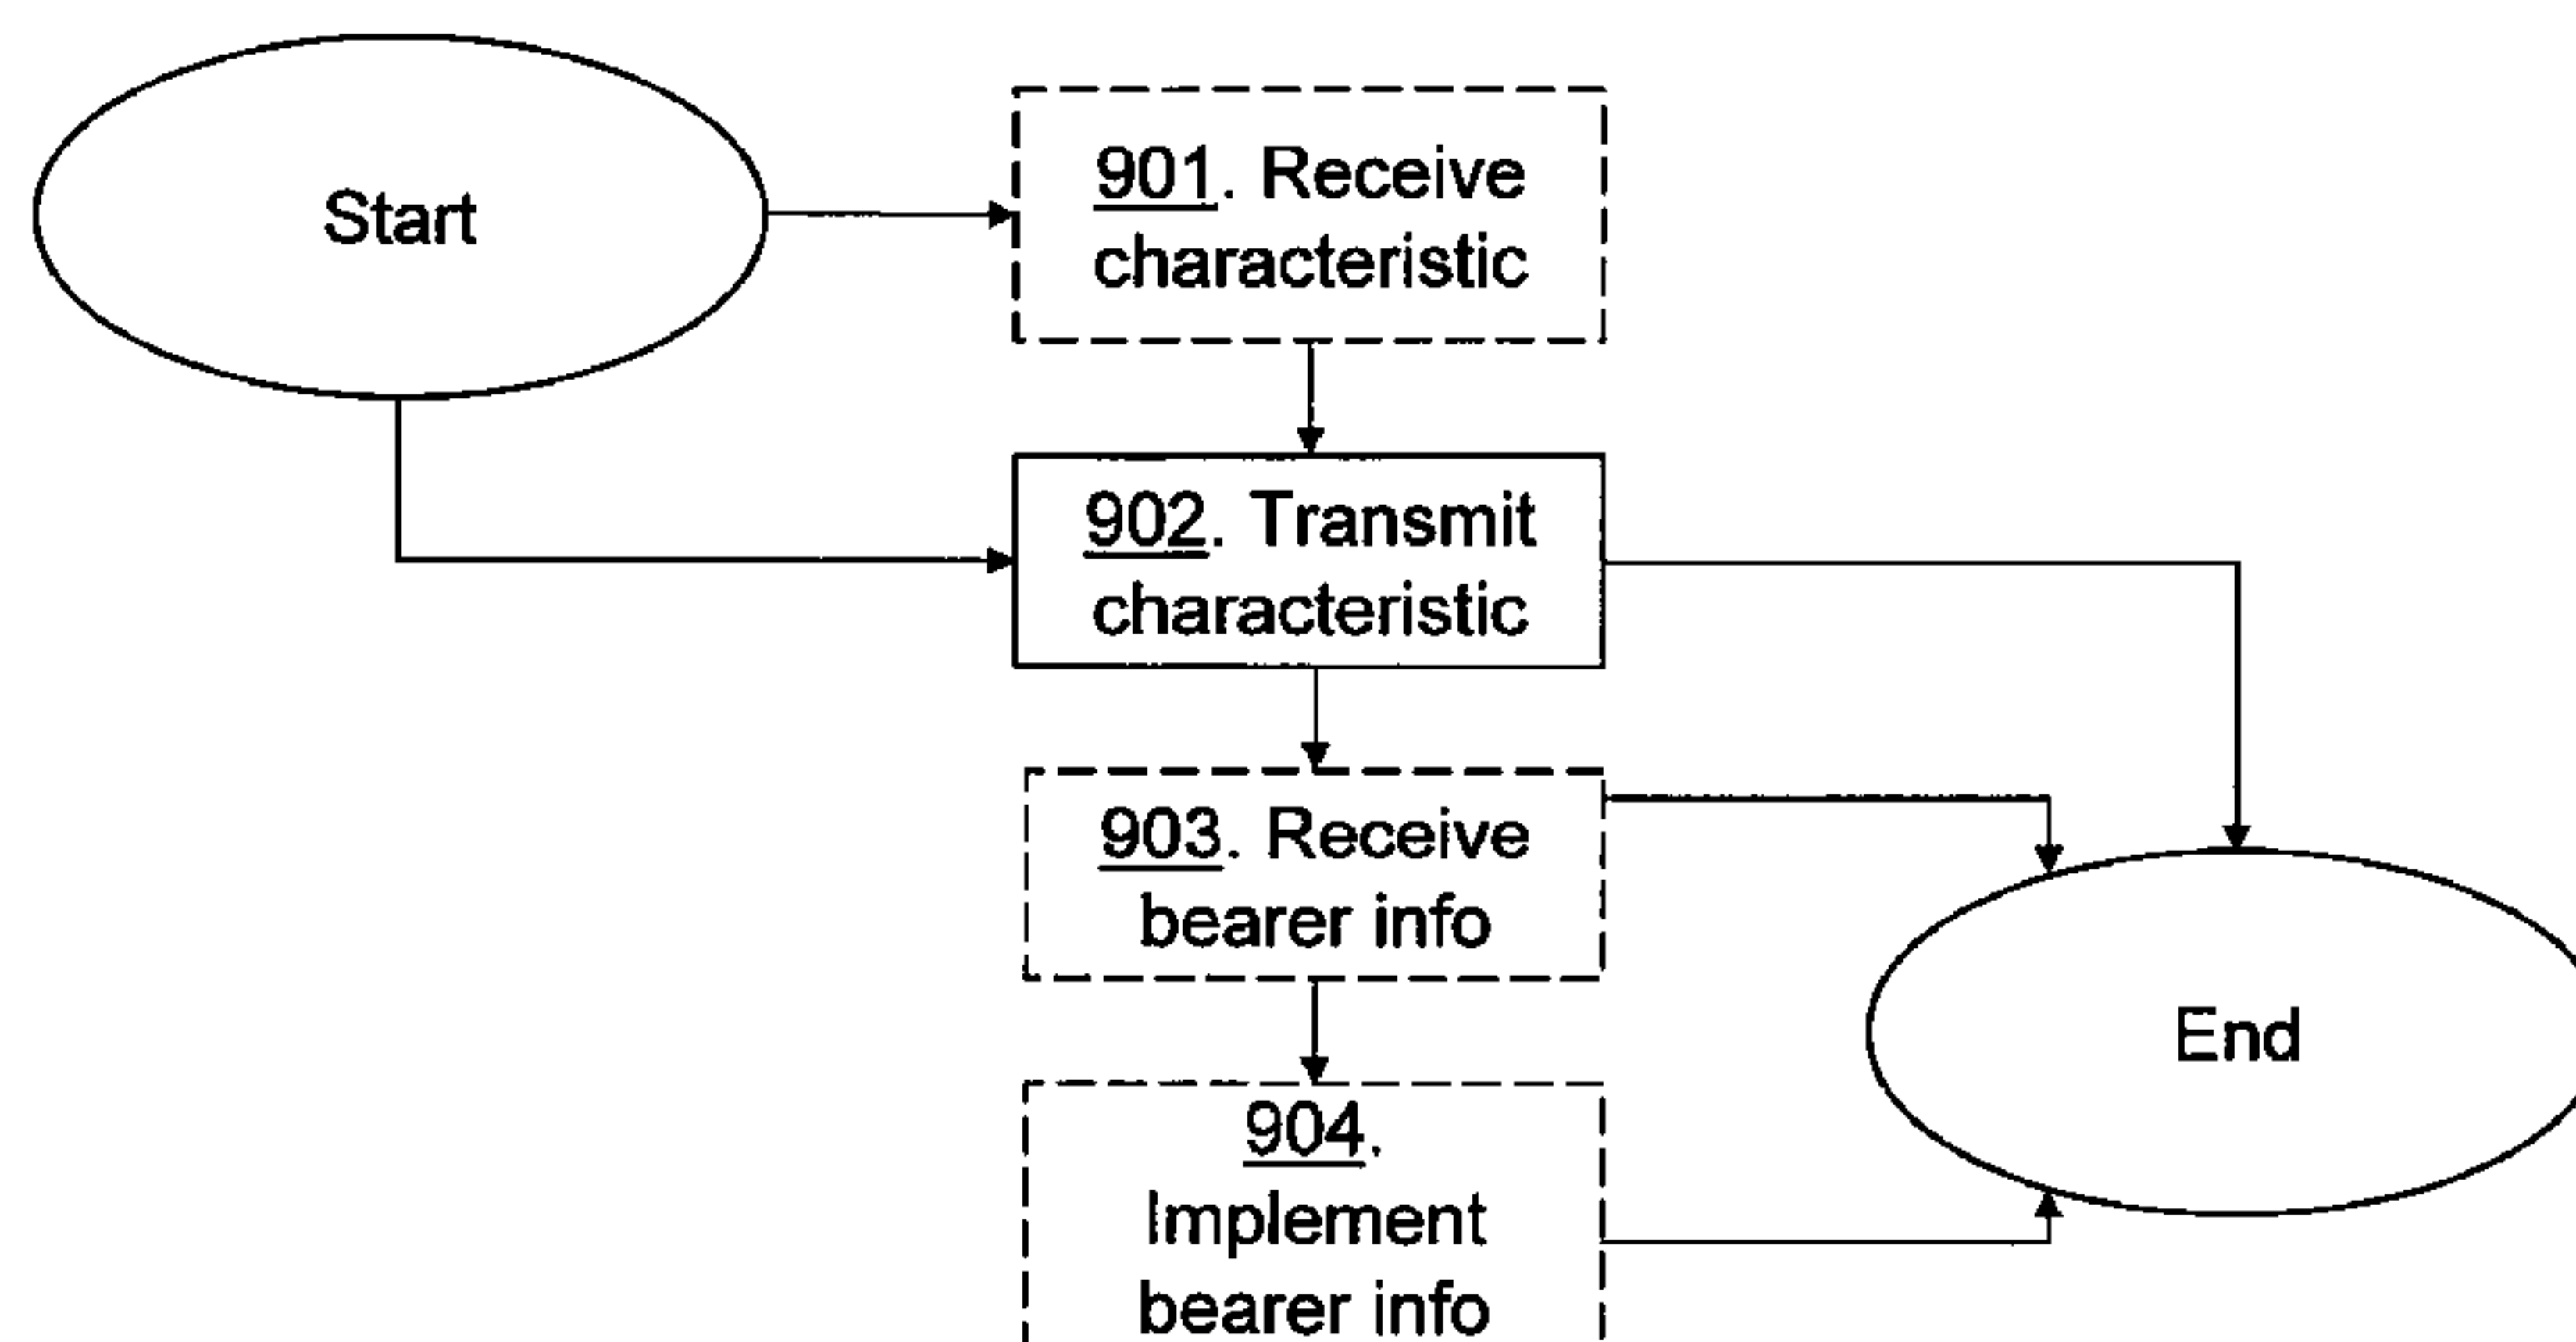 Start
901. Receive
characteristic
902. Transmit
characteristic
903. Receive
bearer info
904.
Implement
bearer info
End